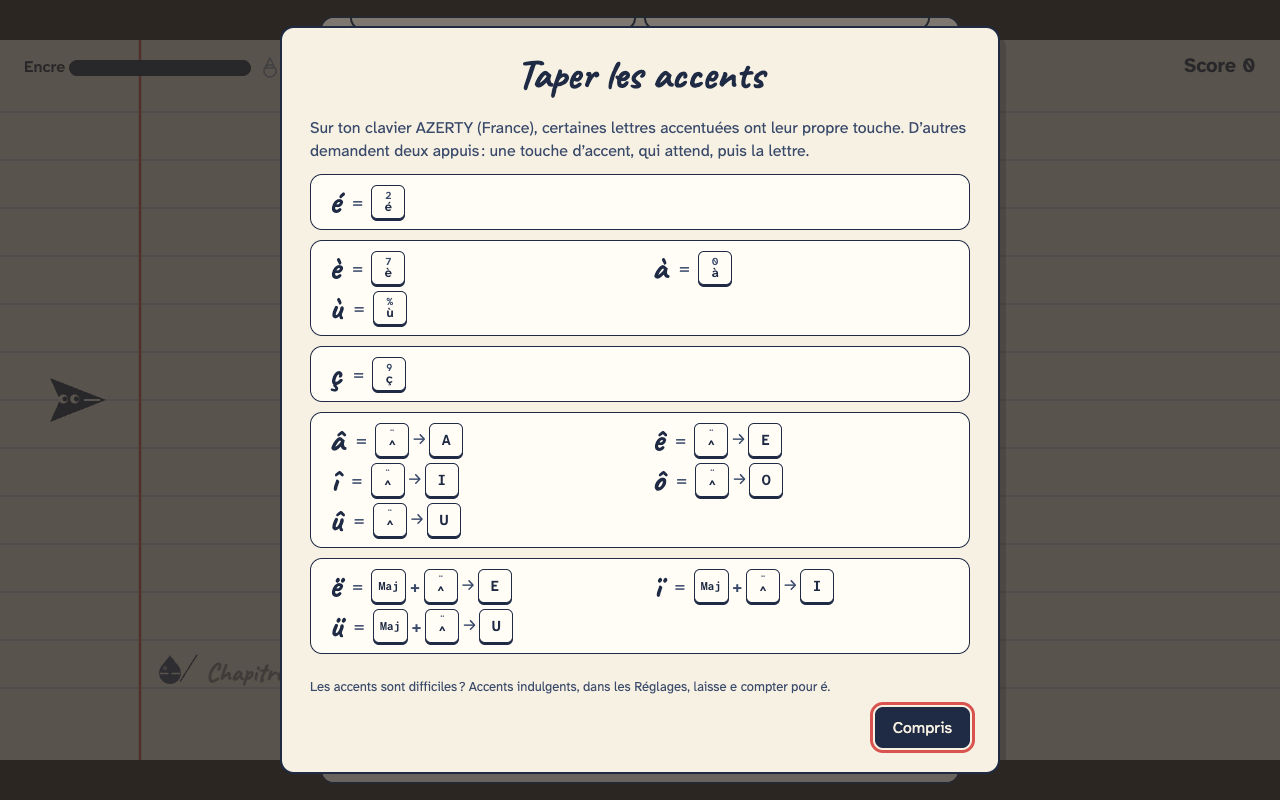 Encre
Score 0
Taper les accents
Sur ton clavier AZERTY (France), certaines lettres accentuées ont leur propre touche. D’autres
demandent deux appuis : une touche d’accent, qui attend, puis la lettre.
é = 2 é
è = 7 è
à = 0 à
ù = % ù
ç = 9 ç
â = ¨ ^ → A
ê = ¨ ^ → E
î = ¨ ^ → I
ô = ¨ ^ → O
û = ¨ ^ → U
ë = Maj + ¨ ^ → E
ï = Maj + ¨ ^ → I
ü = Maj + ¨ ^ → U
Chapitr
Les accents sont difficiles ? Accents indulgents, dans les Réglages, laisse e compter pour é.
Compris